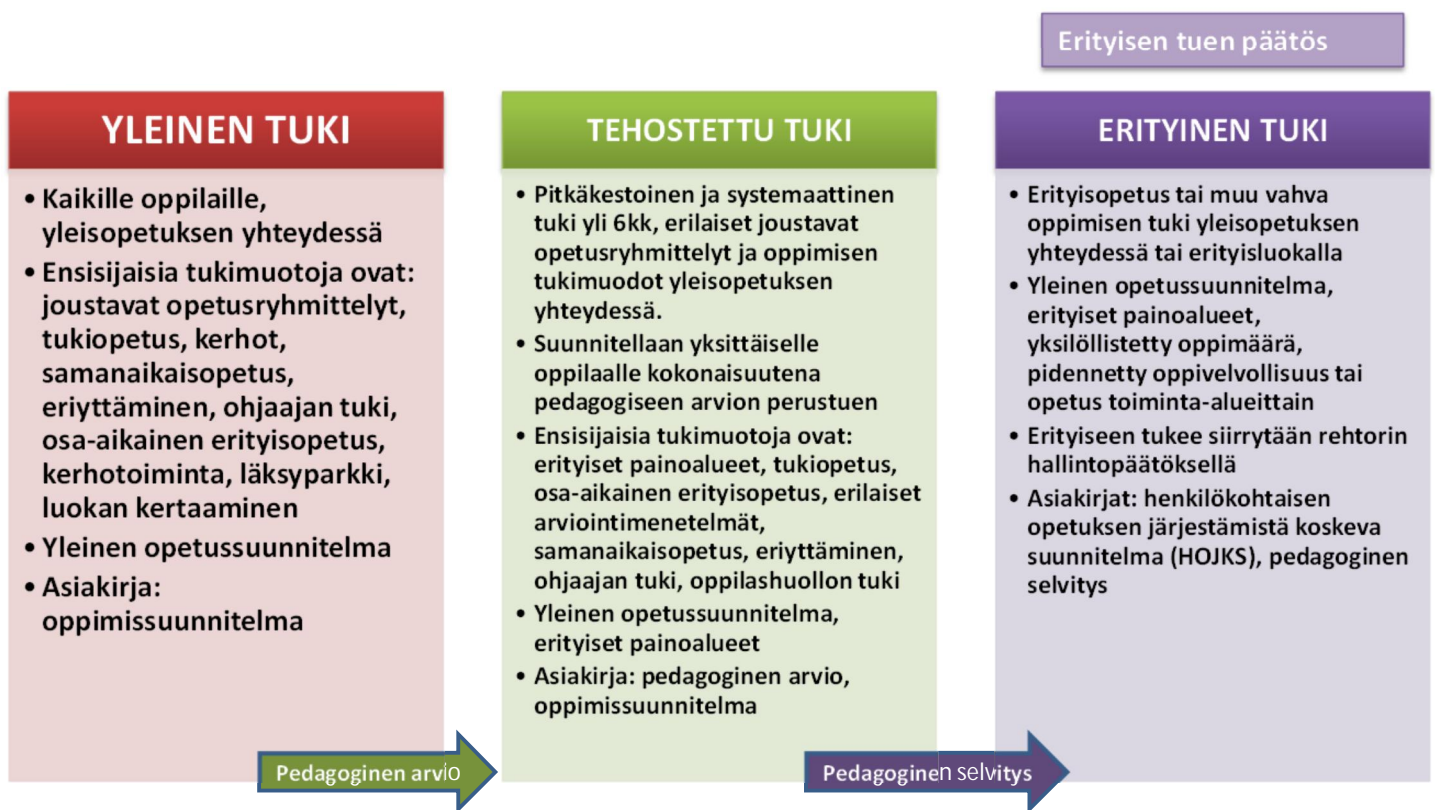 Erityisen tuen päätös
YLEINEN TUKI
• Kaikille oppilaille,
yleisopetuksen yhteydessä
• Ensisijaisia tukimuotoja ovat:
joustavat opetusryhmittelyt,
tukiopetus, kerhot,
samanaikaisopetus,
eriyttäminen, ohjaajan tuki,
osa-aikainen erityisopetus,
kerhotoiminta, läksyparkki,
luokan kertaaminen
• Yleinen opetussuunnitelma
• Asiakirja:
oppimissuunnitelma
Pedagoginen arvio
TEHOSTETTU TUKI
• Pitkäkestoinen ja systemaattinen
tuki yli 6kk, erilaiset joustavat
opetusryhmittelyt ja oppimisen
tukimuodot yleisopetuksen
yhteydessä.
• Suunnitellaan yksittäiselle
oppilaalle kokonaisuutena
pedagogiseen arvion perustuen
• Ensisijaisia tukimuotoja ovat:
erityiset painoalueet, tukiopetus,
osa-aikainen erityisopetus, erilaiset
arviointimenetelmät,
samanaikaisopetus, eriyttäminen,
ohjaajan tuki, oppilashuollon tuki
• Yleinen opetussuunnitelma,
erityiset painoalueet
• Asiakirja: pedagoginen arvio,
oppimissuunnitelma
Pedagoginen selvitys
ERITYINEN TUKI
• Erityisopetus tai muu vahva
oppimisen tuki yleisopetuksen
yhteydessä tai erityisluokalla
• Yleinen opetussuunnitelma,
erityiset painoalueet,
yksilöllistetty oppimäärä,
pidennetty oppivelvollisuus tai
opetus toiminta-alueittain
• Erityiseen tukee siirrytään rehtorin
hallintopäätöksellä
• Asiakirjat: henkilökohtaisen
opetuksen järjestämistä koskeva
suunnitelma (HOJKS), pedagoginen
selvitys